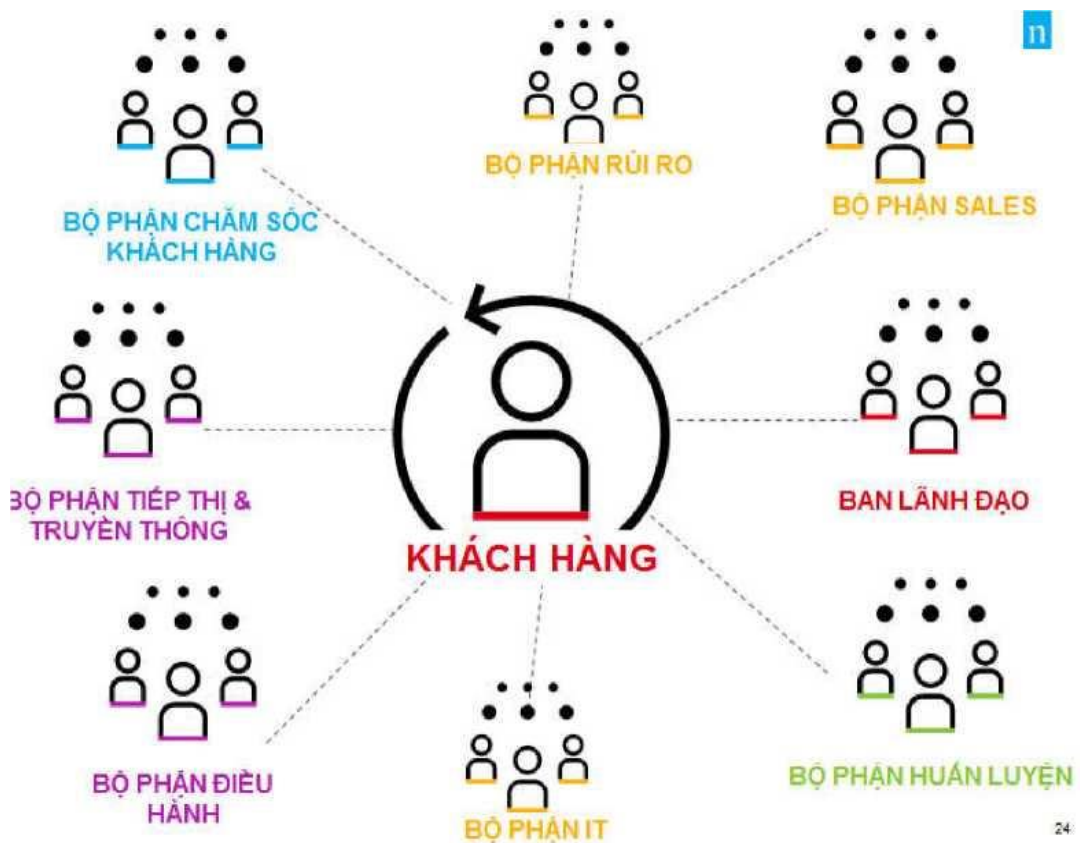 n
BỘ PHẬN RỦI RO
BỘ PHẬN SALES
BỘ PHẬN CHĂM SÓC
KHÁCH HÀNG
BỘ PHẬN TIẾP THỊ &
TRUYỀN THÔNG
BAN LÃNH ĐẠO
KHÁCH HÀNG
BỘ PHẬN ĐIỀU
HÀNH
BỘ PHẬN IT
BỘ PHẬN HUẤN LUYỆN
24